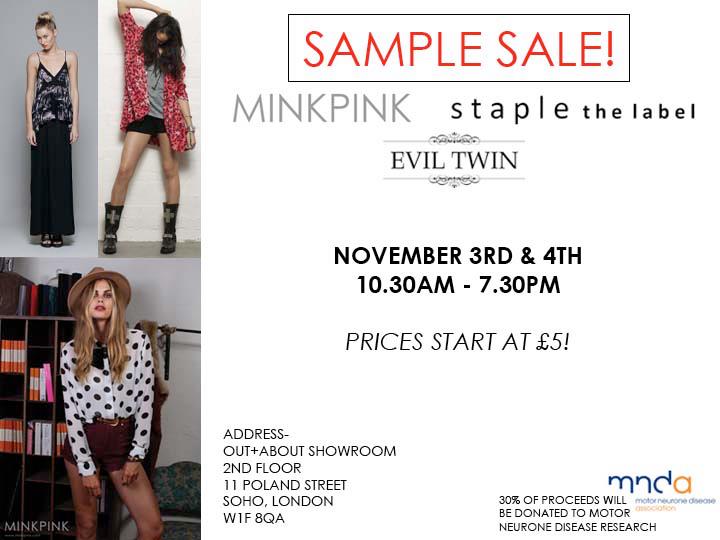 SAMPLE SALE!
MINKPINK staple the label
EVIL TWIN
NOVEMBER 3RD & 4TH
10.30AM - 7.30PM
PRICES START AT £5!
ADDRESS-
OUT+ABOUT SHOWROOM
2ND FLOOR
11 POLAND STREET
SOHO, LONDON
W1F 8QA
mnda
motor neurone disease
association
30% OF PROCEEDS WILL
BE DONATED TO MOTOR
NEURONE DISEASE RESEARCH
MINKPINK